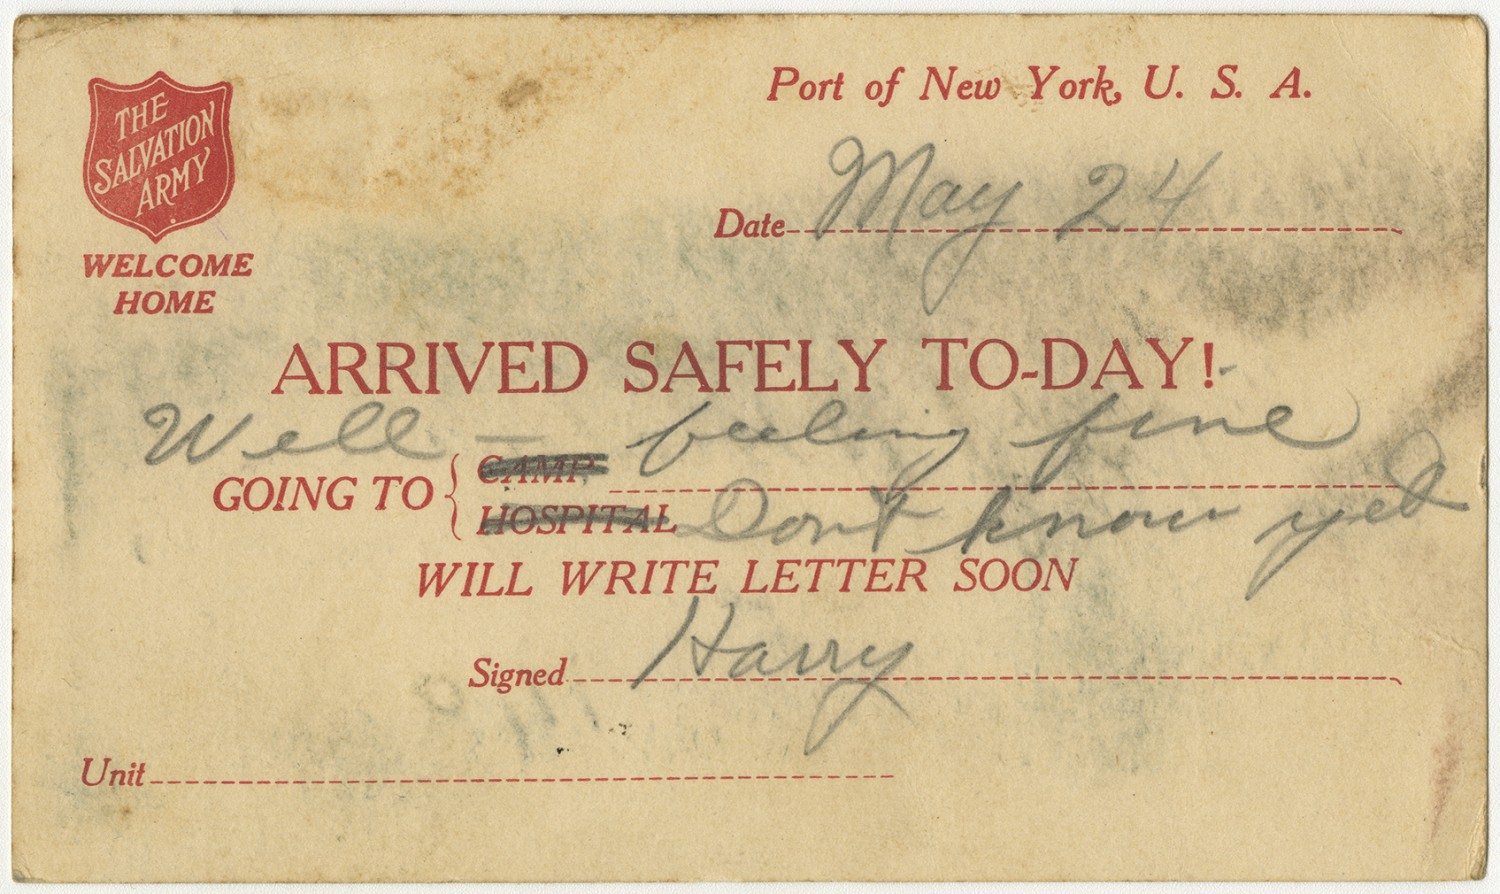 THE
SALVATION
ARMY
WELCOME
HOME
Port of New York, U. S. A.
Date May 24
ARRIVED SAFELY TO-DAY!
Well — feeling fine
GOING TO { CAMP
HOSPITAL Don't know yet
WILL WRITE LETTER SOON
Signed Harry
Unit